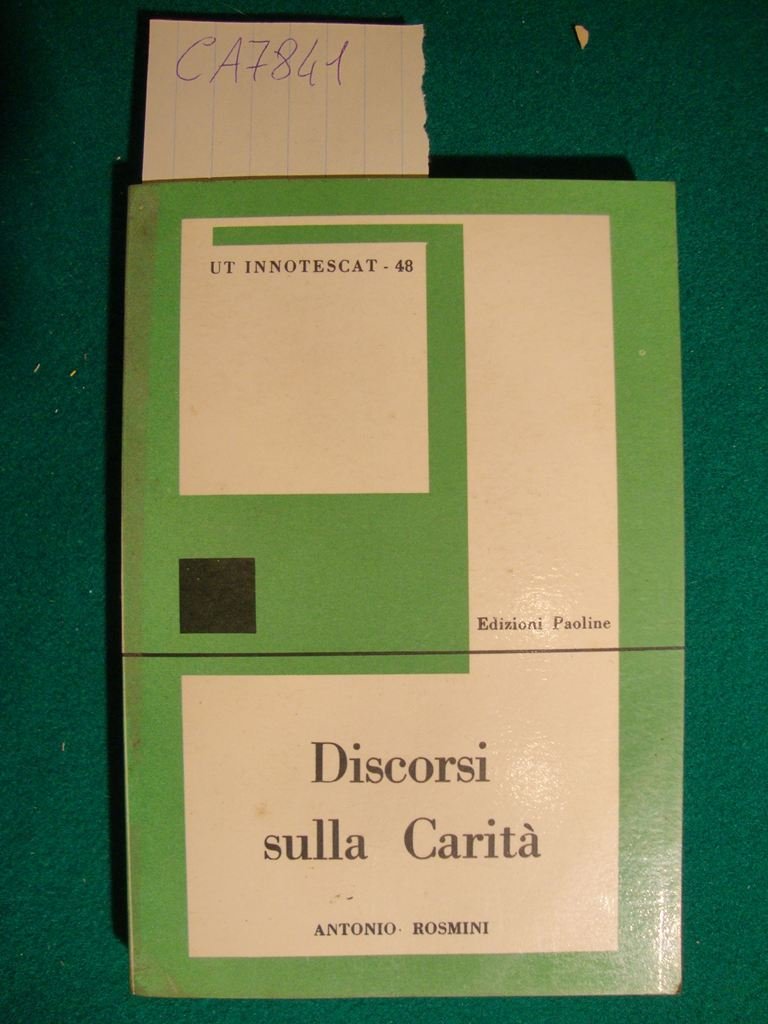 CA7841
UT INNOTESCAT - 48
Edizioni Paoline
Discorsi
sulla Carità
ANTONIO ROSMINI